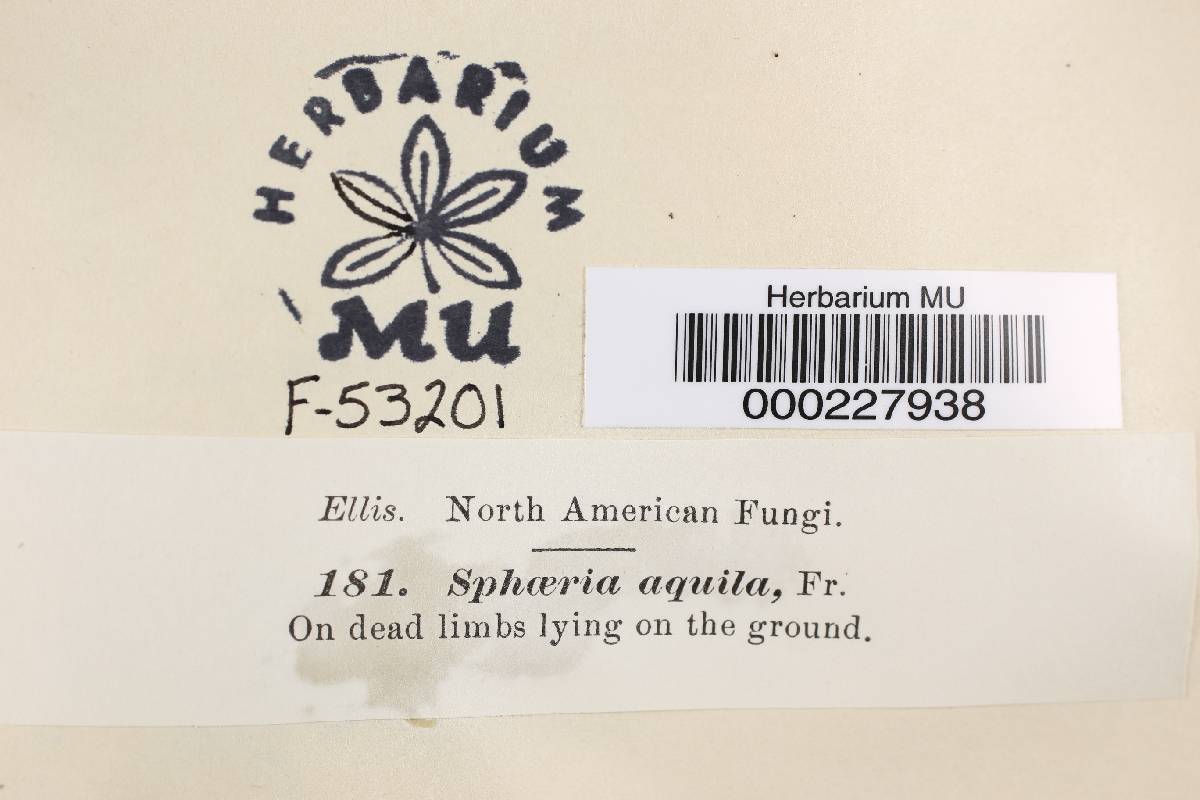 HERBARIUM
MU
F-53201
Herbarium MU
000227938
Ellis. North American Fungi.
181. Sphæria aquila, Fr.
On dead limbs lying on the ground.